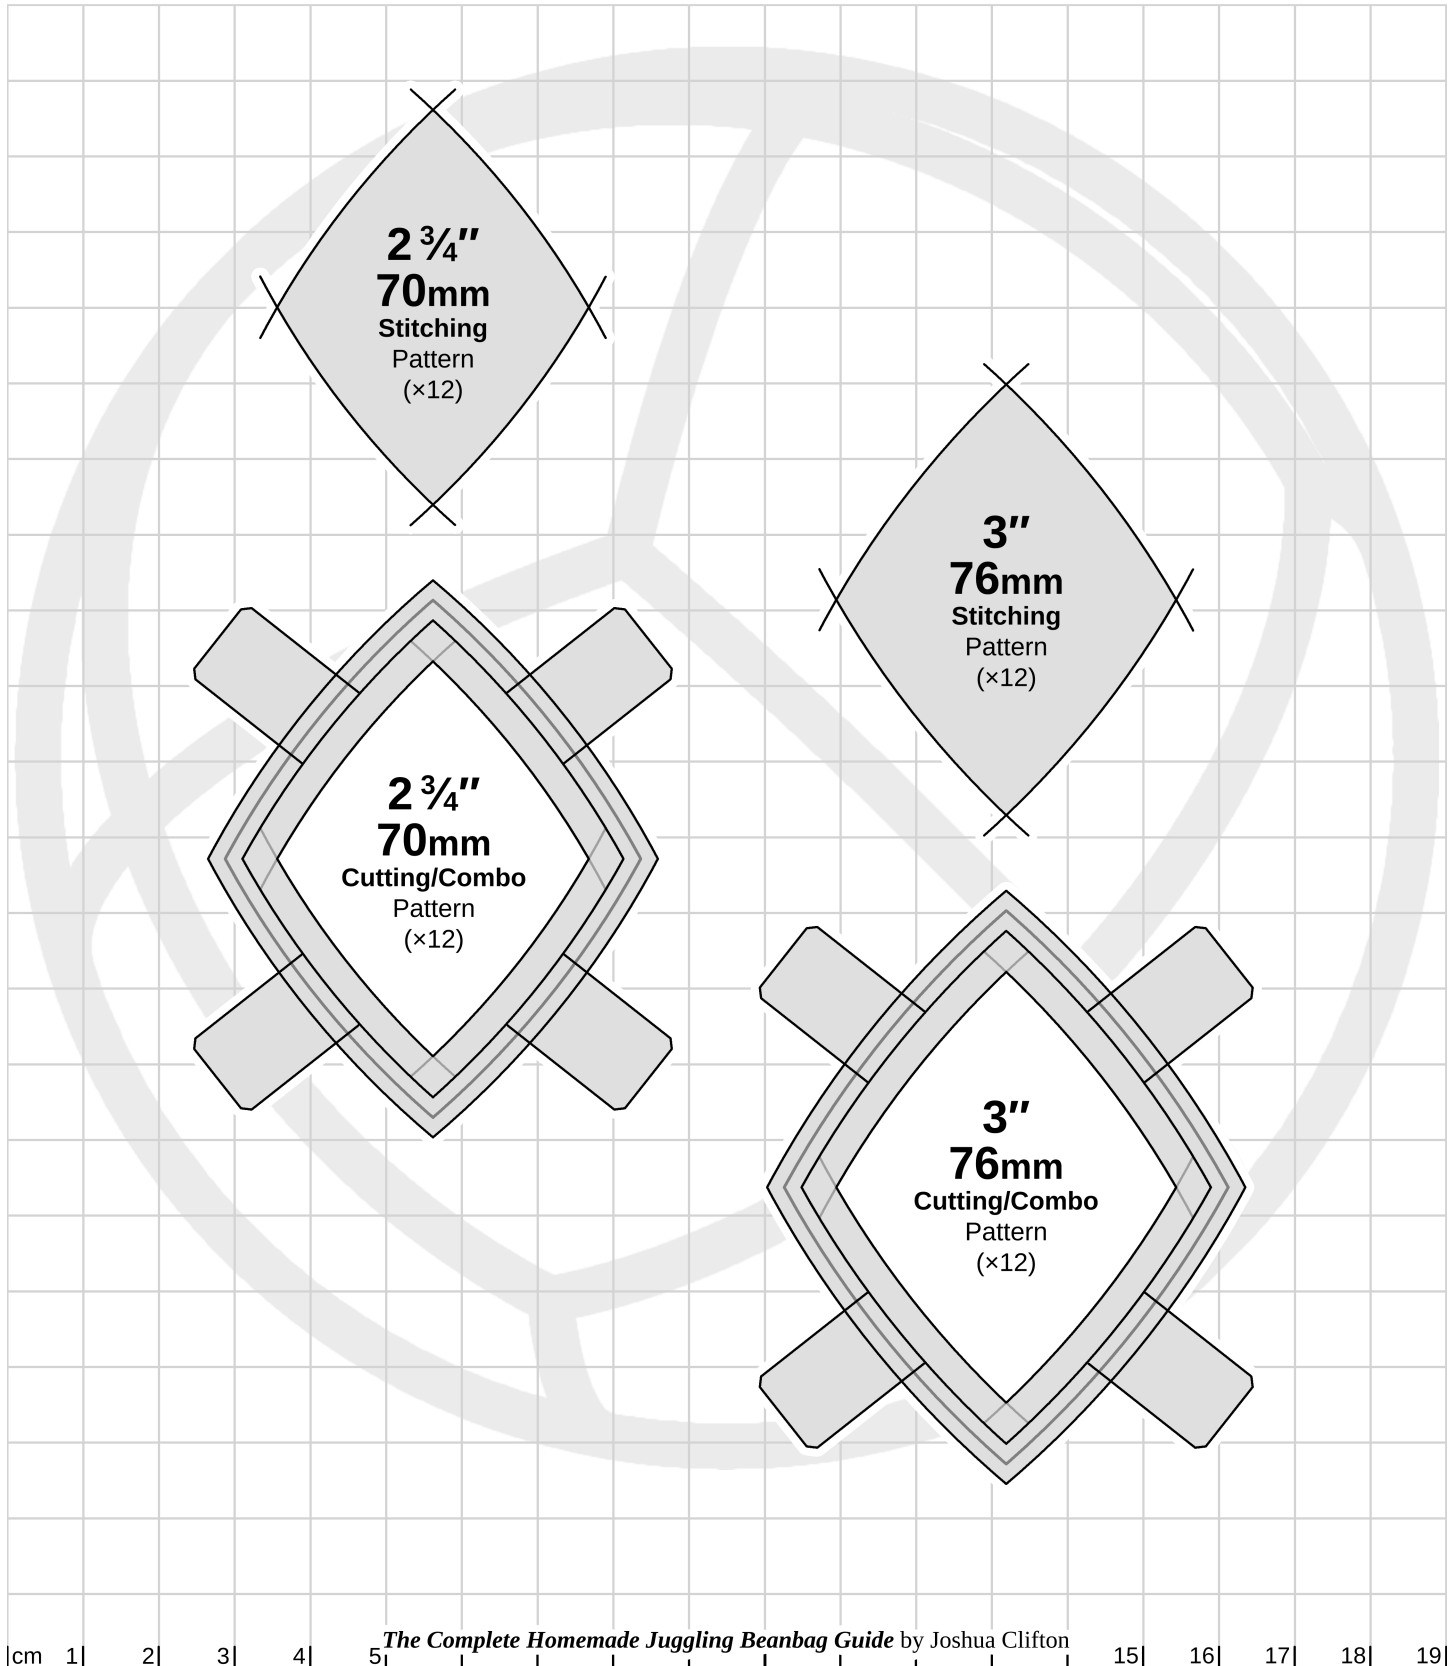 2 ¾″
70mm
Stitching
Pattern
(×12)
3″
76mm
Stitching
Pattern
(×12)
2 ¾″
70mm
Cutting/Combo
Pattern
(×12)
3″
76mm
Cutting/Combo
Pattern
(×12)
The Complete Homemade Juggling Beanbag Guide by Joshua Clifton
cm 1 2 3 4 5 15 16 17 18 19